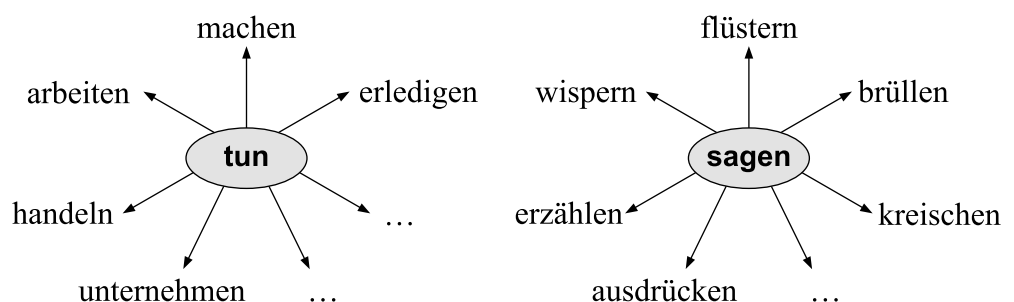 machen
arbeiten
erledigen
tun
handeln
…
unternehmen
…
flüstern
wispern
brüllen
sagen
erzählen
kreischen
ausdrücken
…